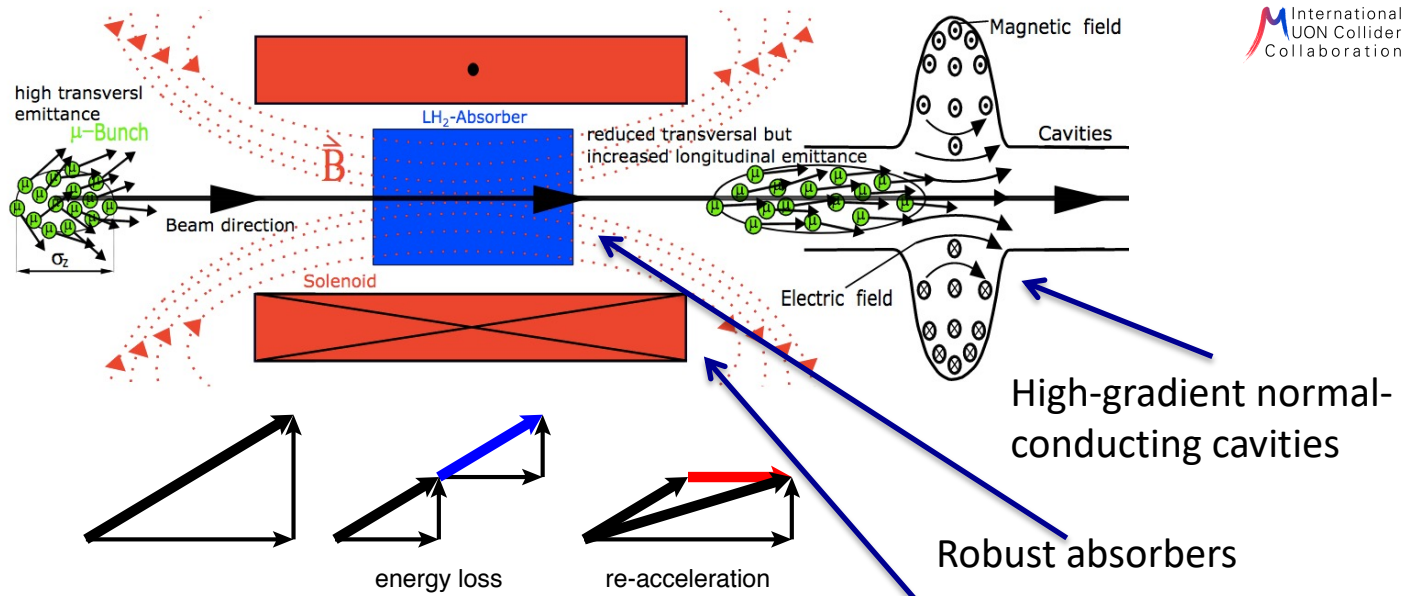 International
UON Collider
Collaboration
Magnetic field
high transversl
emittance
μ-Bunch
LH₂-Absorber
reduced transversal but
increased longitudinal emittance
Cavities
B
μ μ μ μ μ μ μ μ μ μ μ μ μ μ
μ μ μ μ μ μ μ μ μ μ μ μ
Beam direction
σz
Solenoid
Electric field
High-gradient normal-
conducting cavities
Robust absorbers
energy loss
re-acceleration